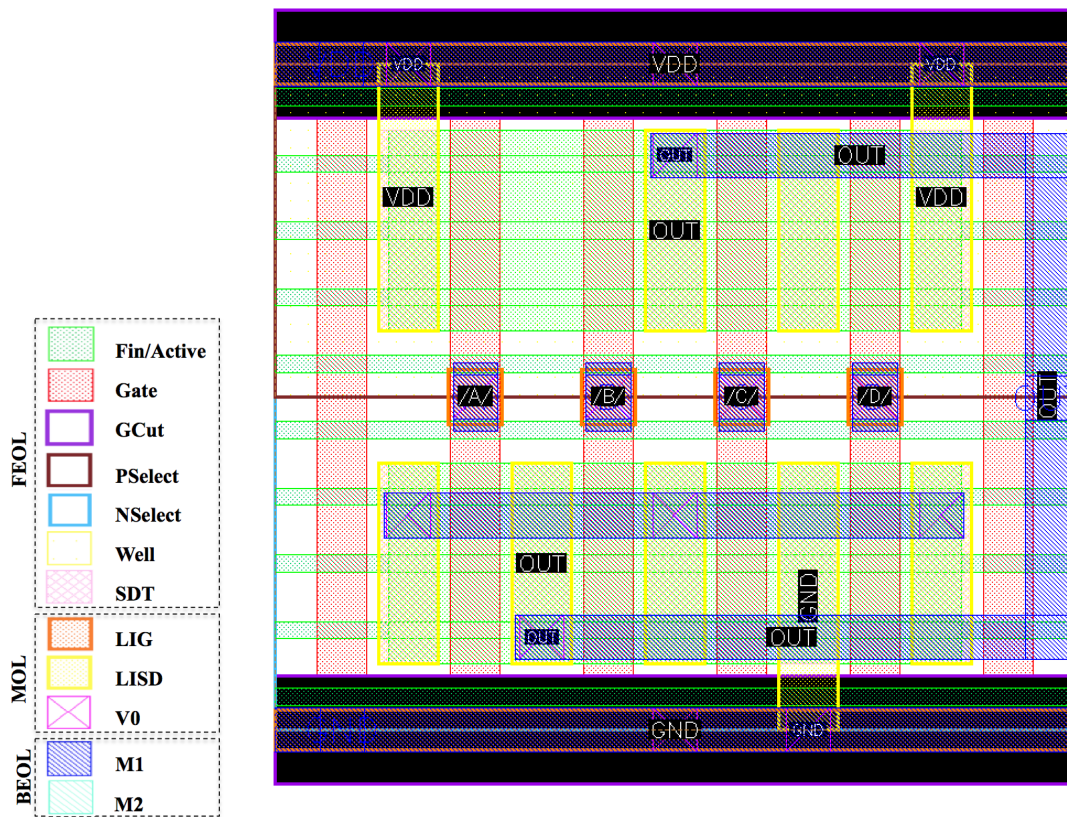 VDD VDD VDD
OUT OUT
VDD VDD
OUT
/A/ /B/ /C/ /D/ OUT
OUT GND
OUT OUT
GND GND
FEOL
Fin/Active
Gate
GCut
PSelect
NSelect
Well
SDT
MOL
LIG
LISD
V0
BEOL
M1
M2